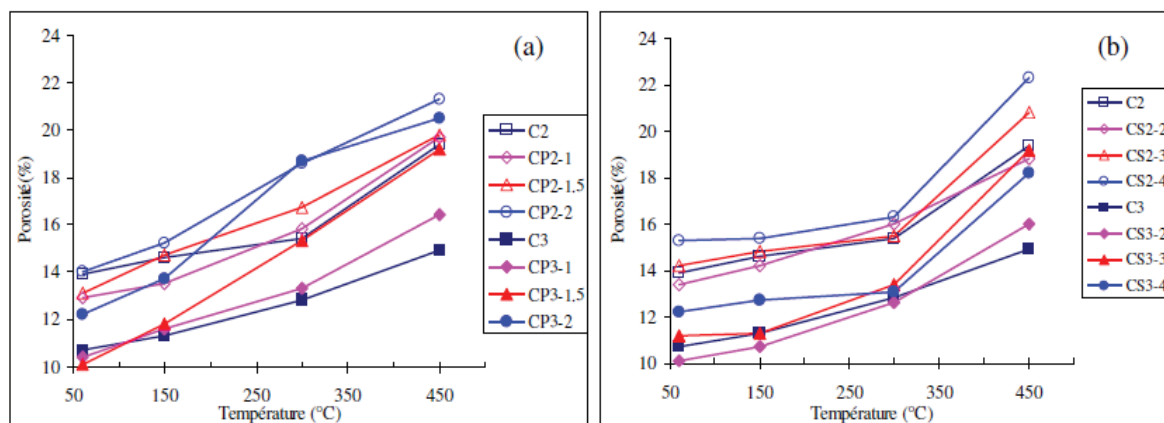 (a)
Porosité (%)
24
22
20
18
16
14
12
10
50
150
250
350
450
Température (°C)
C2
CP2-1
CP2-1.5
CP2-2
C3
CP3-1
CP3-1.5
CP3-2
(b)
Porosité (%)
24
22
20
18
16
14
12
10
50
150
250
350
450
Température (°C)
C2
CS2-2
CS2-3
CS2-4
C3
CS3-2
CS3-3
CS3-4